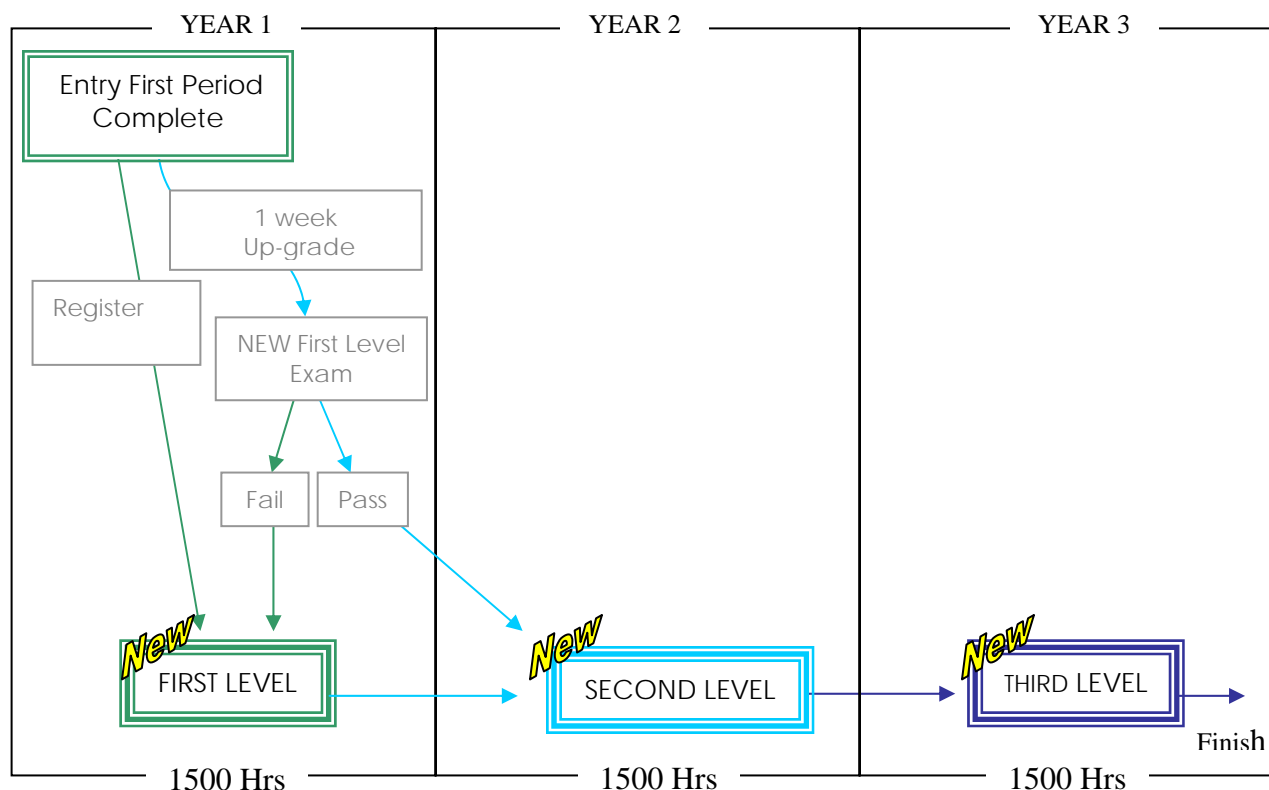 YEAR 1
YEAR 2
YEAR 3
Entry First Period
Complete
1 week
Up-grade
Register
NEW First Level
Exam
Fail
Pass
New
FIRST LEVEL
New
SECOND LEVEL
New
THIRD LEVEL
Finish
1500 Hrs
1500 Hrs
1500 Hrs